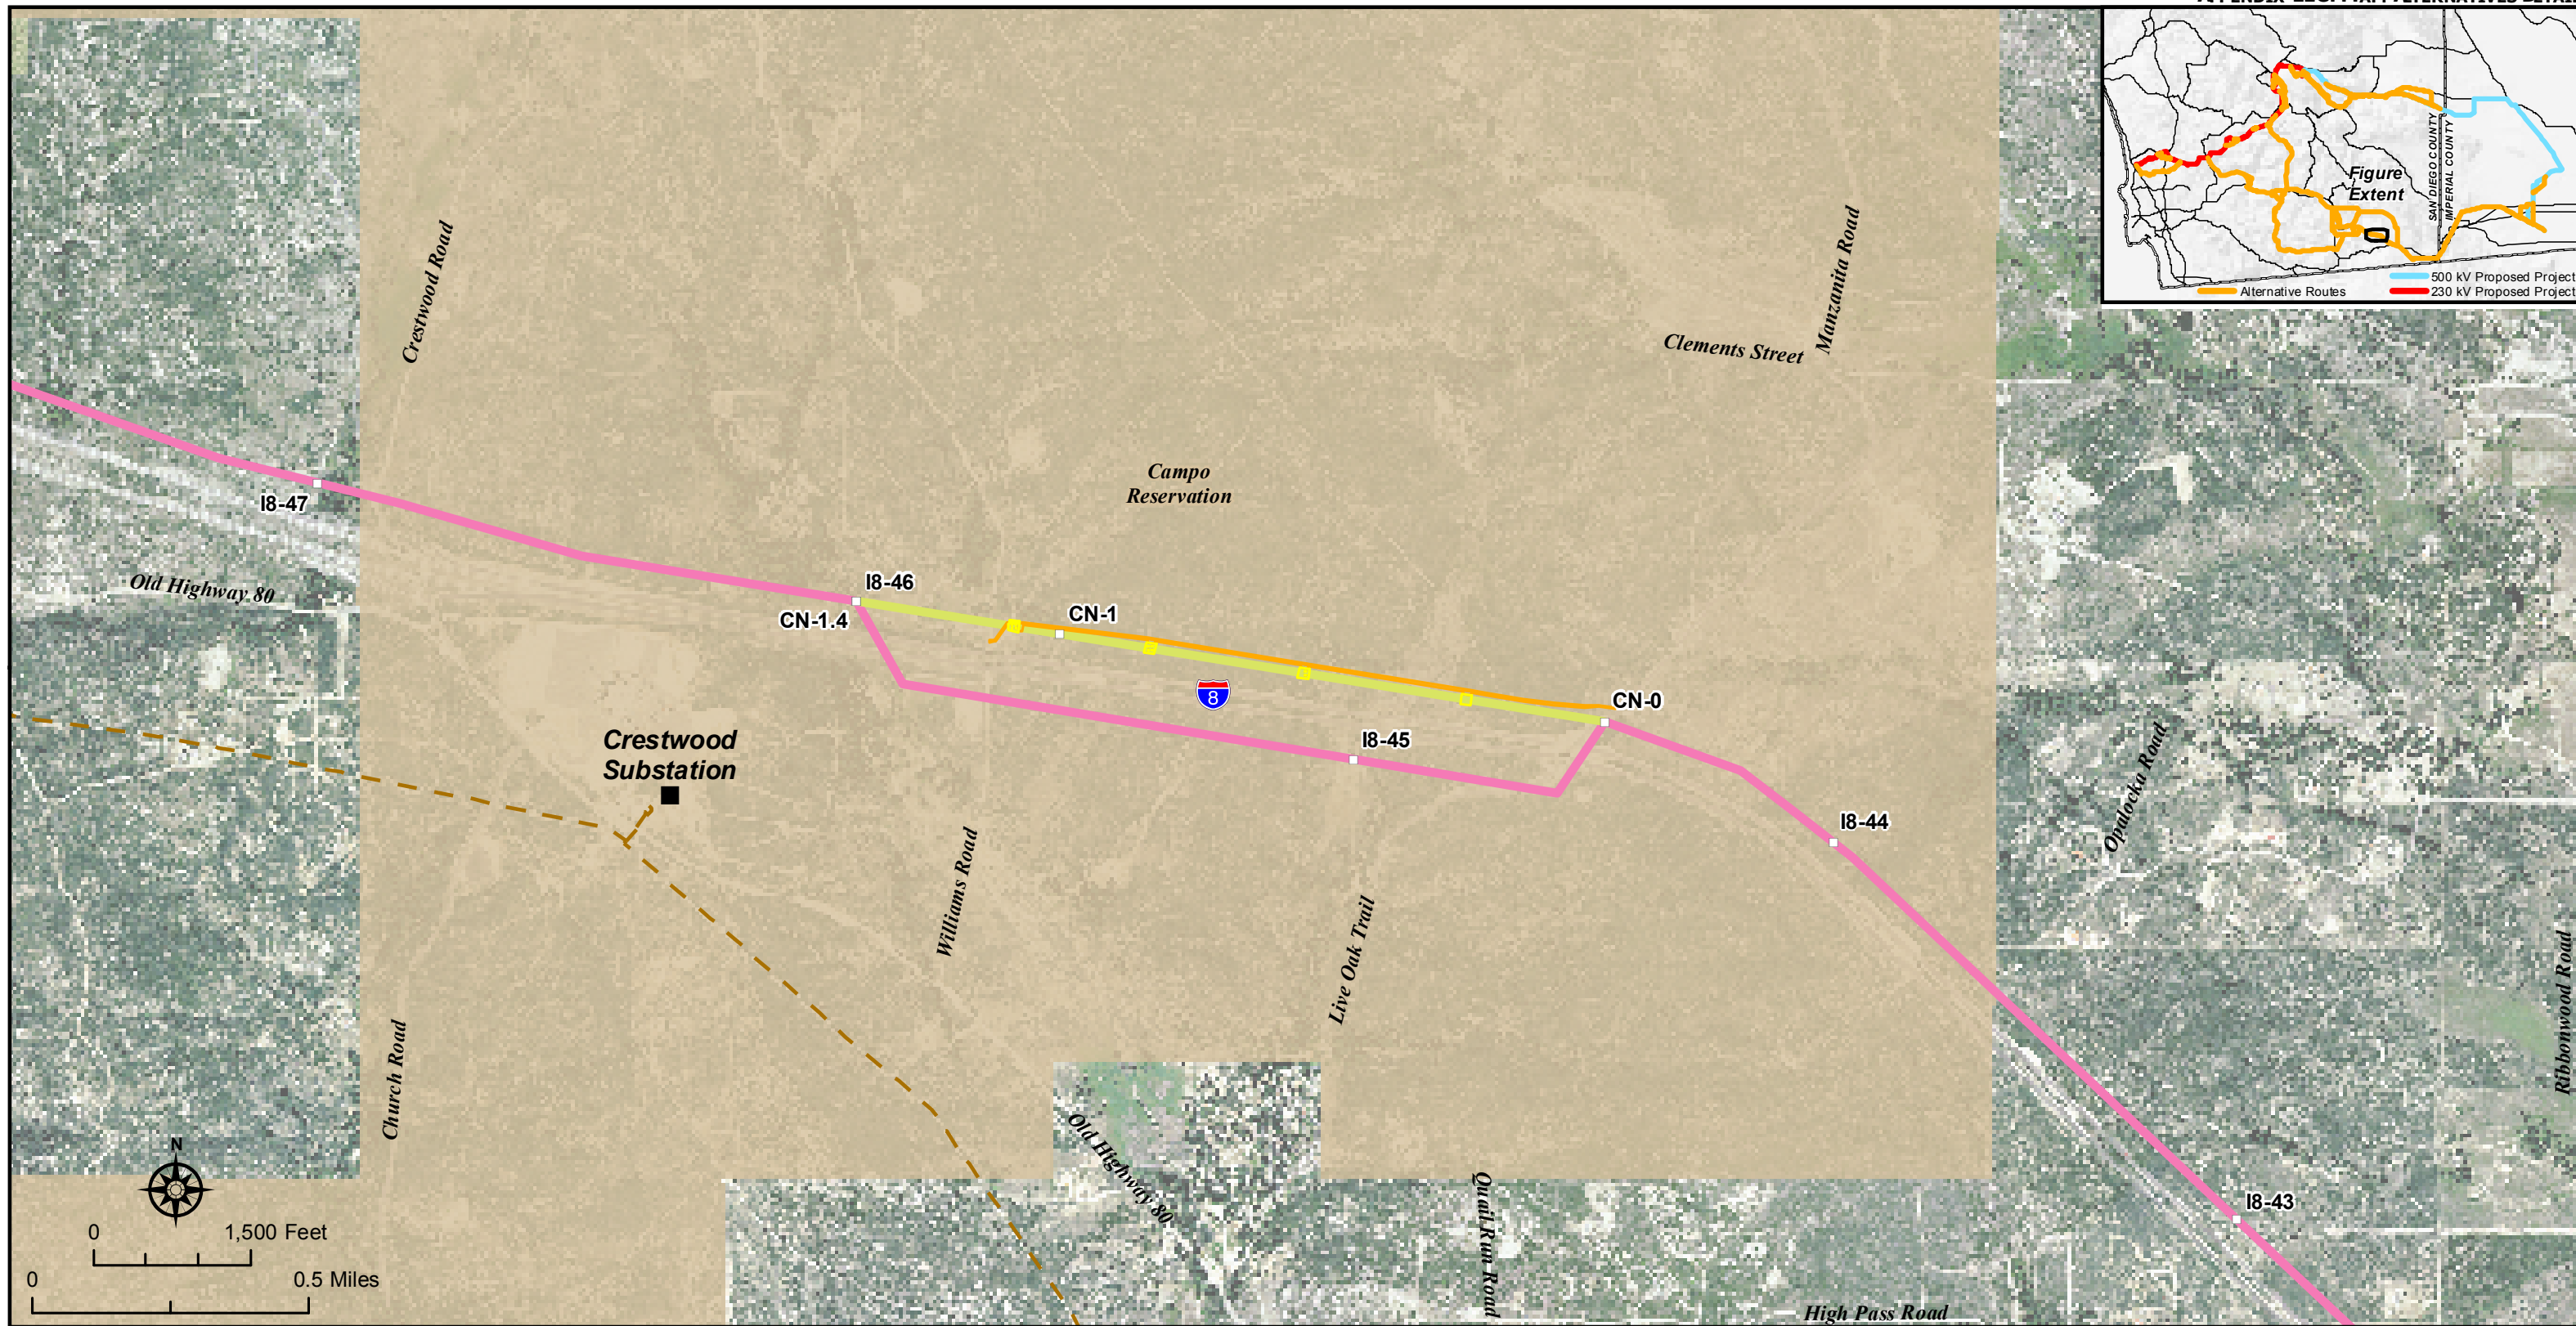 SAN DIEGO COUNTY
IMPERIAL COUNTY
Figure
Extent
500 kV Proposed Project
Alternative Routes
230 kV Proposed Project
Crestwood Road
Manzanita Road
Clements Street
Campo
Reservation
I8-47
Old Highway 80
I8-46
CN-1.4
CN-1
8
CN-0
I8-45
Crestwood
Substation
I8-44
Opalocka Road
Williams Road
Live Oak Trail
Ribbonwood Road
Church Road
Old Highway 80
Quail Run Road
I8-43
High Pass Road
N
0 1,500 Feet
0 0.5 Miles